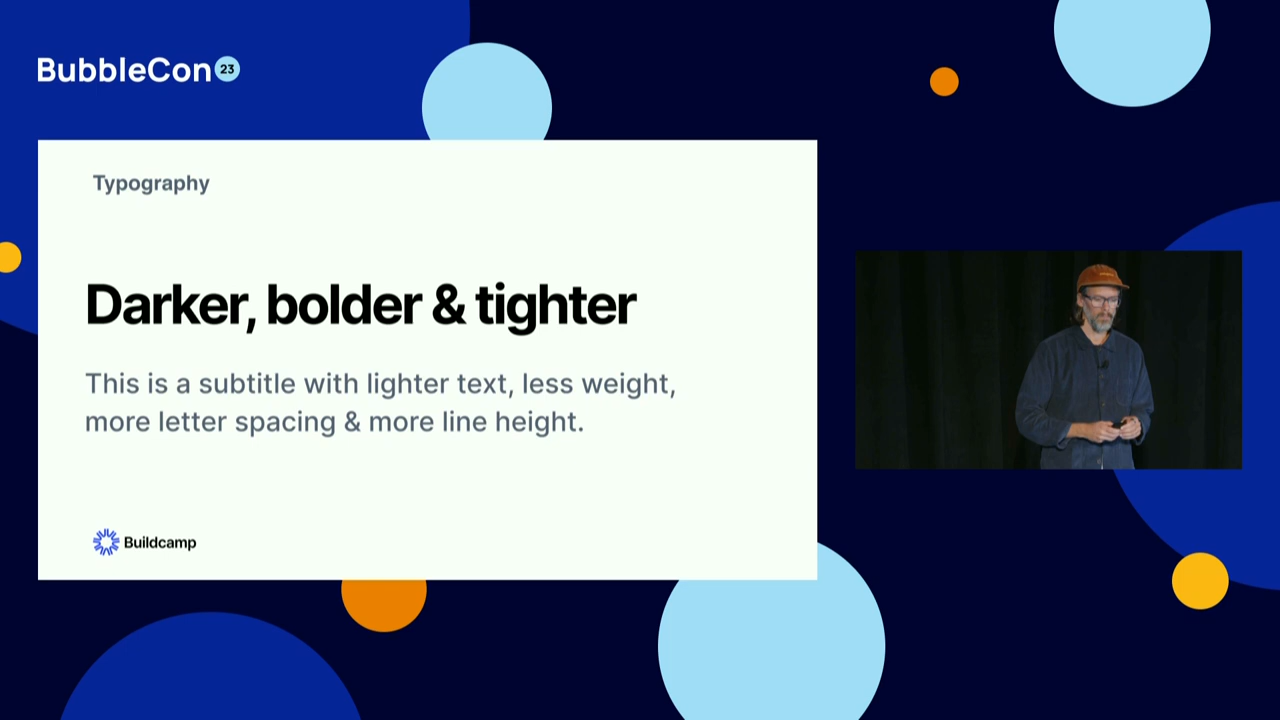 BubbleCon 23
Typography
Darker, bolder & tighter
This is a subtitle with lighter text, less weight,
more letter spacing & more line height.
Buildcamp